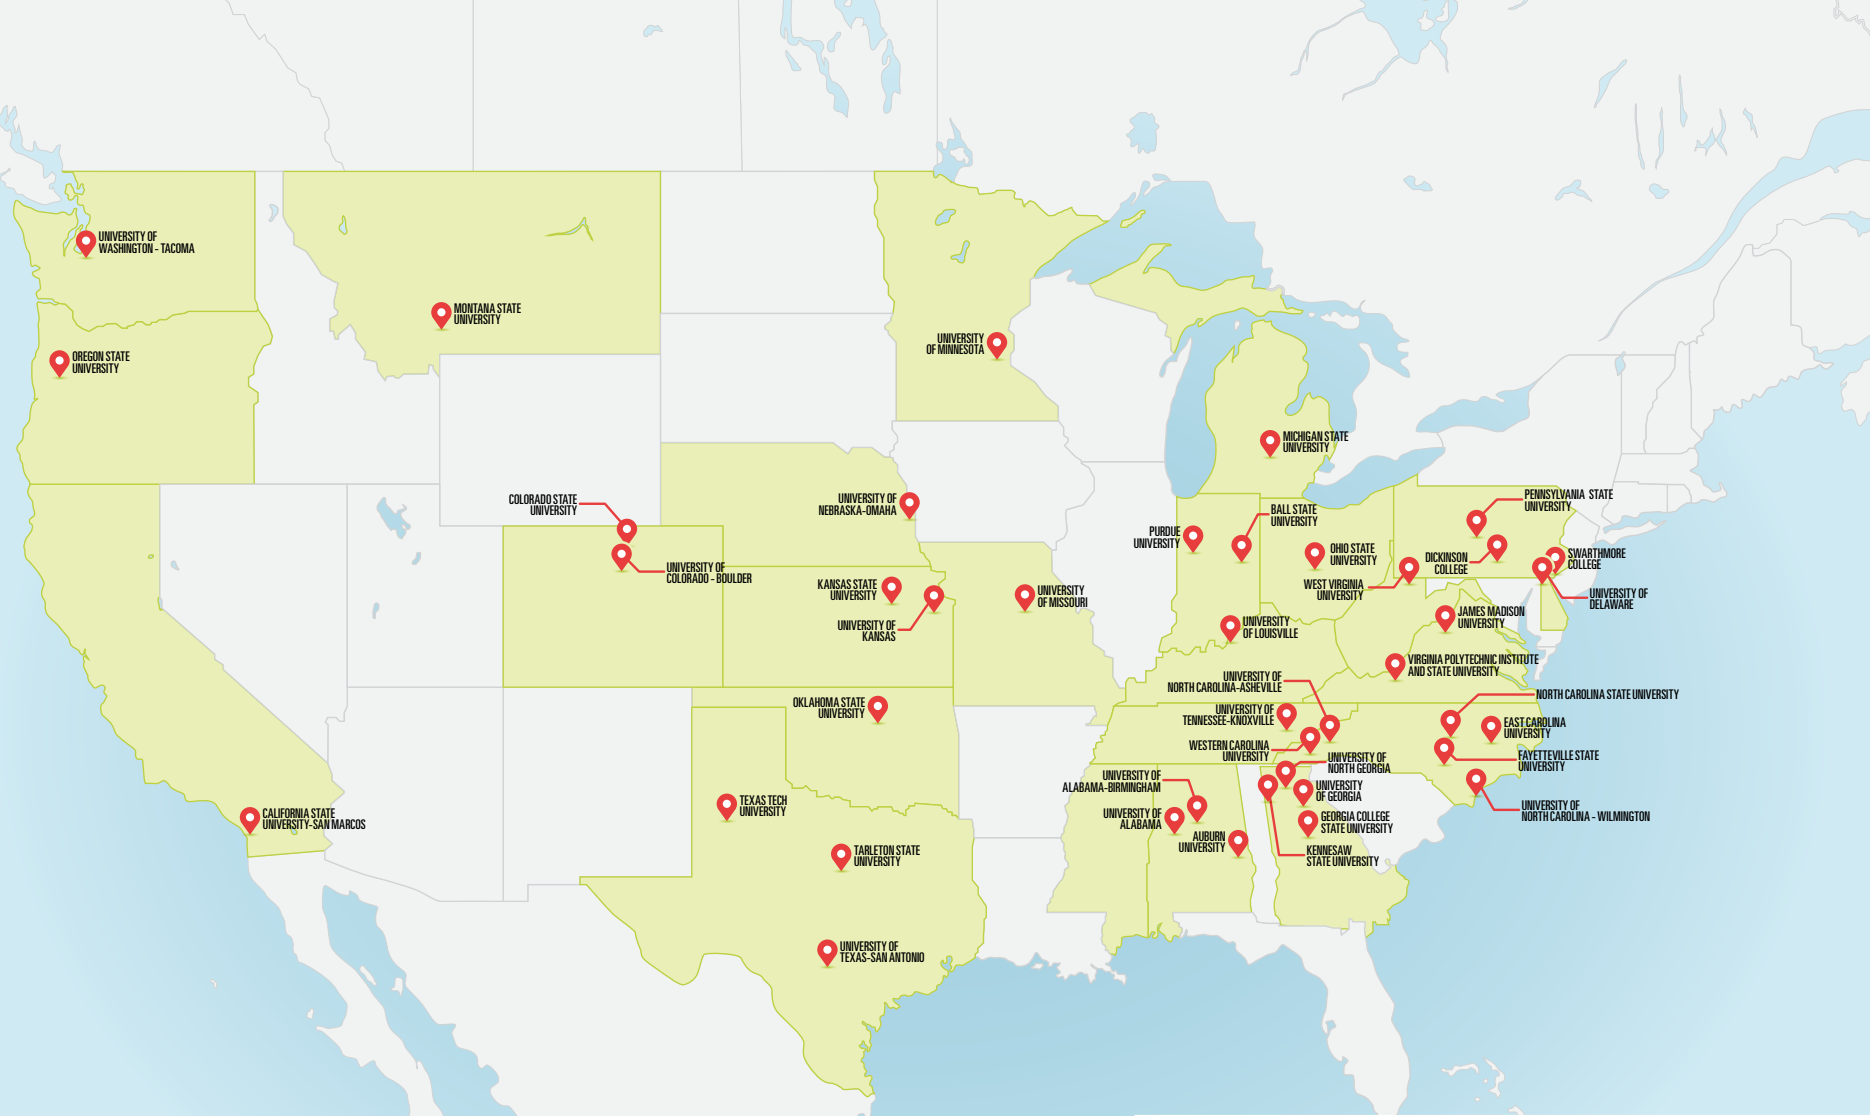 UNIVERSITY OF
WASHINGTON - TACOMA
MONTANA STATE
UNIVERSITY
OREGON STATE
UNIVERSITY
UNIVERSITY
OF MINNESOTA
MICHIGAN STATE
UNIVERSITY
COLORADO STATE
UNIVERSITY
UNIVERSITY OF
NEBRASKA-OMAHA
PENNSYLVANIA STATE
UNIVERSITY
BALL STATE
UNIVERSITY
PURDUE
UNIVERSITY
OHIO STATE
UNIVERSITY
DICKINSON
COLLEGE
SWARTHMORE
COLLEGE
UNIVERSITY OF
COLORADO - BOULDER
KANSAS STATE
UNIVERSITY
UNIVERSITY
OF MISSOURI
WEST VIRGINIA
UNIVERSITY
UNIVERSITY OF
DELAWARE
UNIVERSITY OF
KANSAS
UNIVERSITY
OF LOUISVILLE
JAMES MADISON
UNIVERSITY
VIRGINIA POLYTECHNIC INSTITUTE
AND STATE UNIVERSITY
UNIVERSITY OF
NORTH CAROLINA-ASHEVILLE
NORTH CAROLINA STATE UNIVERSITY
OKLAHOMA STATE
UNIVERSITY
UNIVERSITY OF
TENNESSEE-KNOXVILLE
EAST CAROLINA
UNIVERSITY
WESTERN CAROLINA
UNIVERSITY
FAYETTEVILLE STATE
UNIVERSITY
UNIVERSITY OF
NORTH GEORGIA
UNIVERSITY OF
ALABAMA-BIRMINGHAM
UNIVERSITY
OF GEORGIA
TEXAS TECH
UNIVERSITY
UNIVERSITY OF
NORTH CAROLINA - WILMINGTON
CALIFORNIA STATE
UNIVERSITY-SAN MARCOS
UNIVERSITY OF
ALABAMA
GEORGIA COLLEGE
STATE UNIVERSITY
AUBURN
UNIVERSITY
TARLETON STATE
UNIVERSITY
KENNESAW
STATE UNIVERSITY
UNIVERSITY OF
TEXAS-SAN ANTONIO